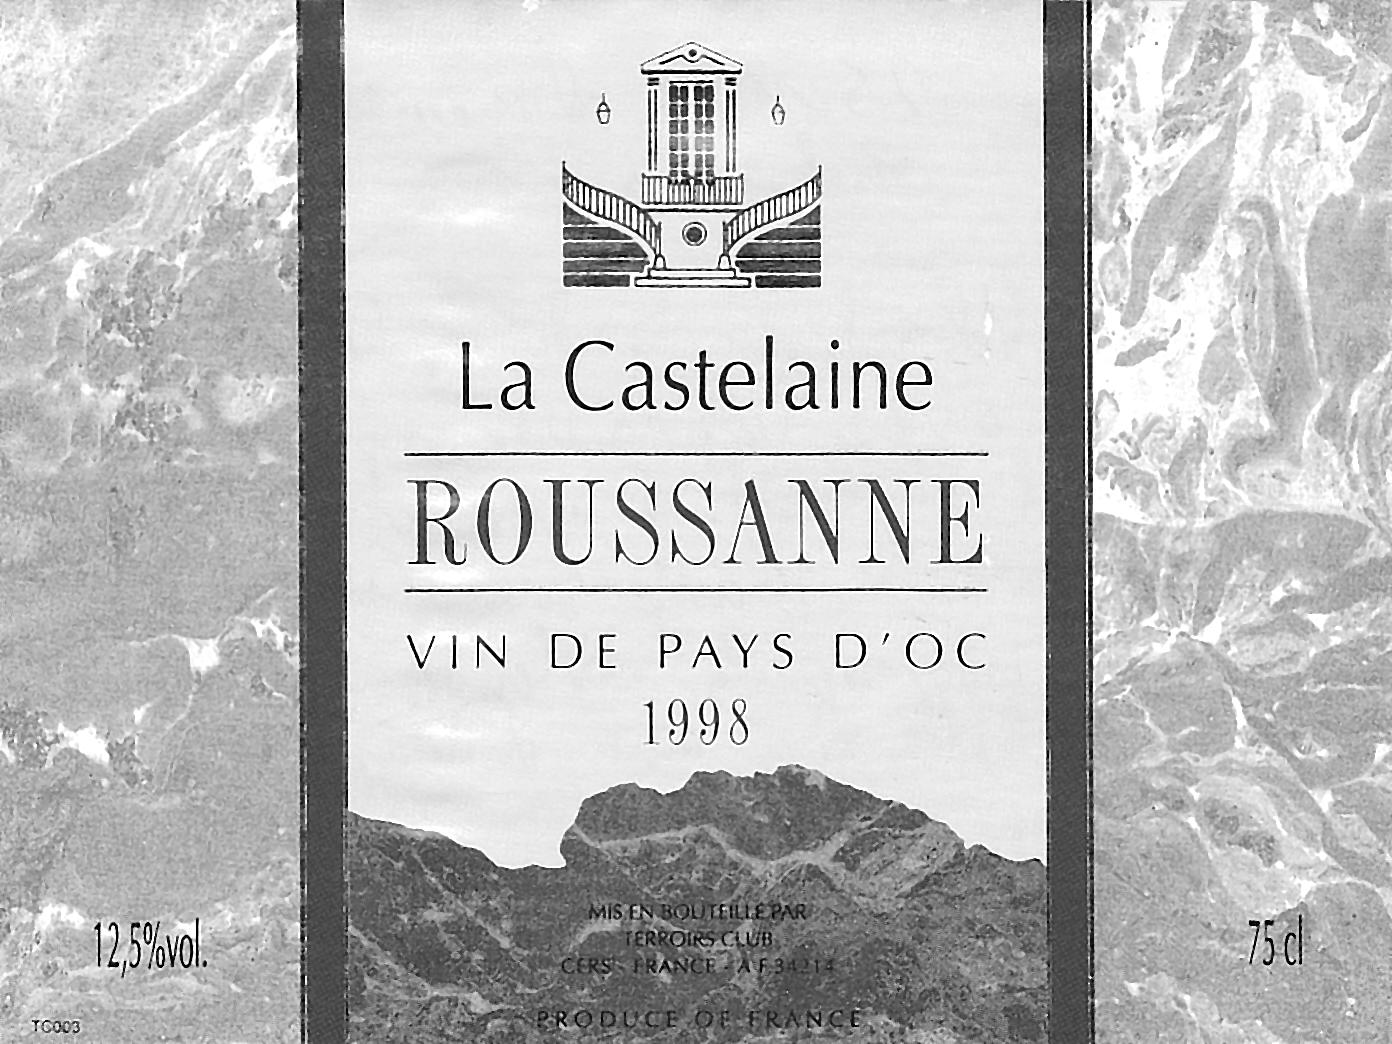 La Castelaine
ROUSSANNE
VIN DE PAYS D'OC
1998
MIS EN BOUTEILLE PAR
TERROIRS CLUB
CERS - FRANCE - A F 34214
PRODUCE OF FRANCE
12,5%vol.
75 cl
TC003